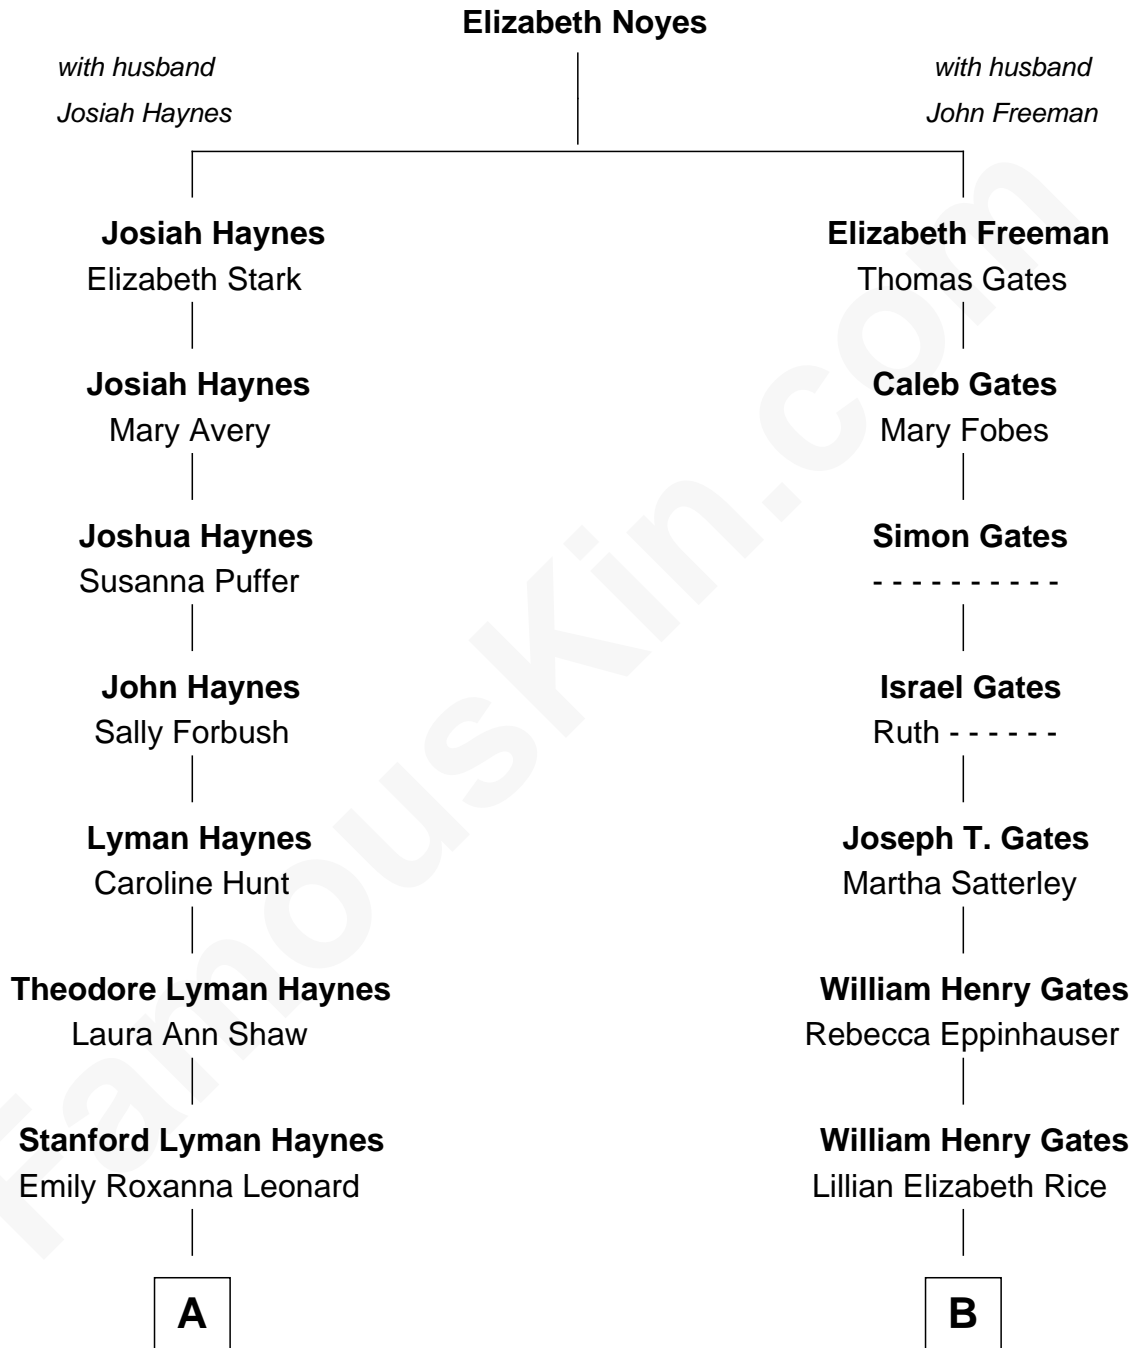 Elizabeth Noyes
with husband
Josiah Haynes
with husband
John Freeman
Josiah Haynes
Elizabeth Stark
Elizabeth Freeman
Thomas Gates
Josiah Haynes
Mary Avery
Caleb Gates
Mary Fobes
Joshua Haynes
Susanna Puffer
Simon Gates
- - - - - - - - - -
John Haynes
Sally Forbush
Israel Gates
Ruth - - - - - -
Lyman Haynes
Caroline Hunt
Joseph T. Gates
Martha Satterley
Theodore Lyman Haynes
Laura Ann Shaw
William Henry Gates
Rebecca Eppinhauser
Stanford Lyman Haynes
Emily Roxanna Leonard
William Henry Gates
Lillian Elizabeth Rice
A
B
FamousKin.com